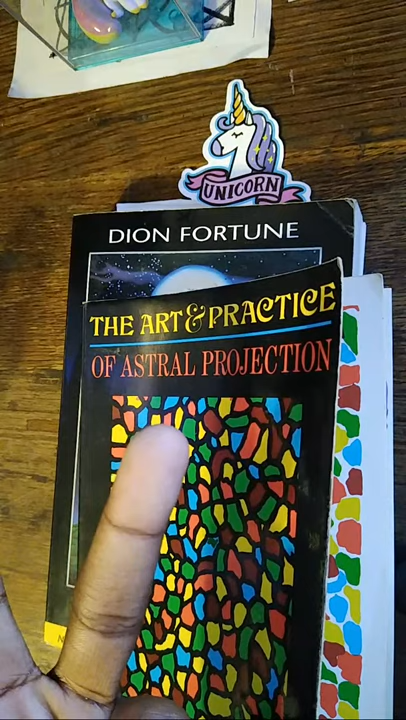 UNICORN
DION FORTUNE
THE ART & PRACTICE
OF ASTRAL PROJECTION